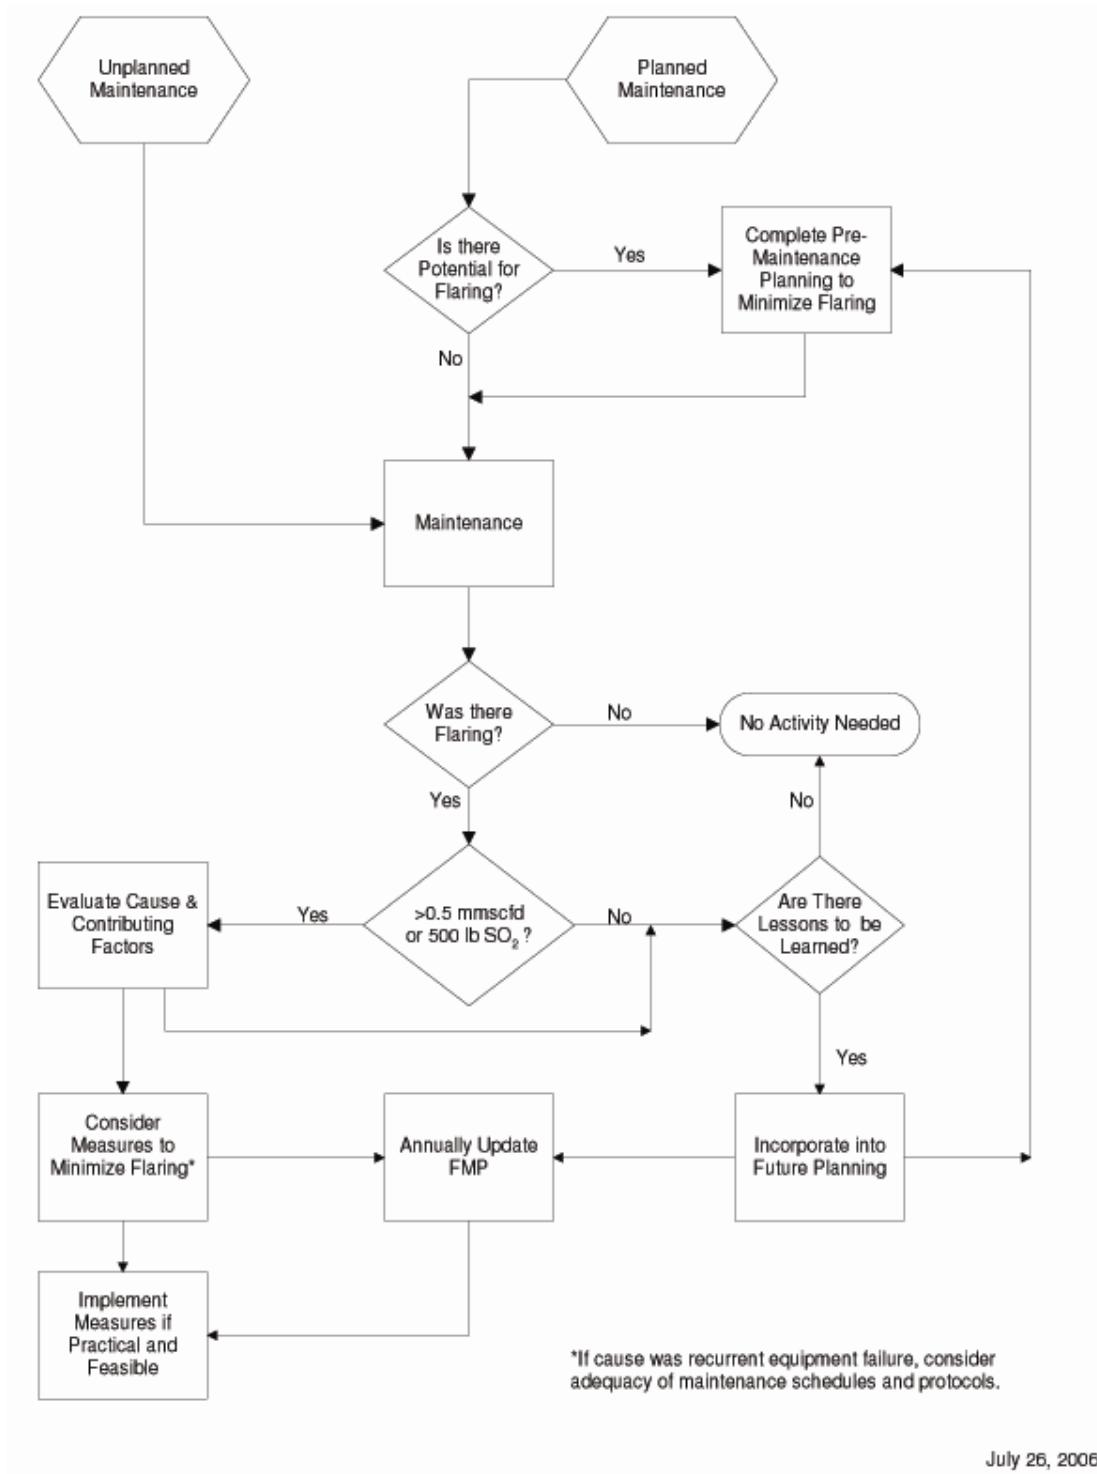 Unplanned
Maintenance
Planned
Maintenance
Is there
Potential for
Flaring?
Yes
Complete Pre-
Maintenance
Planning to
Minimize Flaring
No
Maintenance
Was there
Flaring?
No
No Activity Needed
Yes
No
Evaluate Cause &
Contributing
Factors
Yes
>0.5 mmscfd
or 500 lb SO₂ ?
No
Are There
Lessons to be
Learned?
Yes
Consider
Measures to
Minimize Flaring*
Annually Update
FMP
Incorporate into
Future Planning
Implement
Measures if
Practical and
Feasible
*If cause was recurrent equipment failure, consider
adequacy of maintenance schedules and protocols.
July 26, 2006